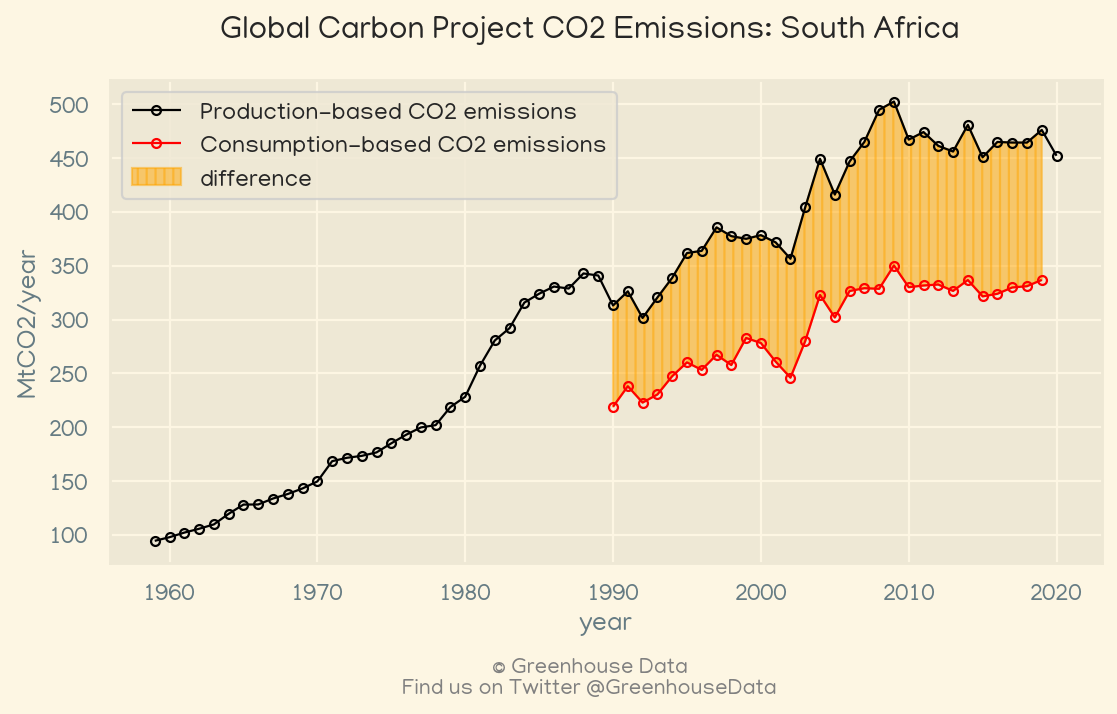 Global Carbon Project CO2 Emissions: South Africa
Production-based CO2 emissions
Consumption-based CO2 emissions
difference
MtCO2/year
500
450
400
350
300
250
200
150
100
1960 1970 1980 1990 2000 2010 2020
year
© Greenhouse Data
Find us on Twitter @GreenhouseData